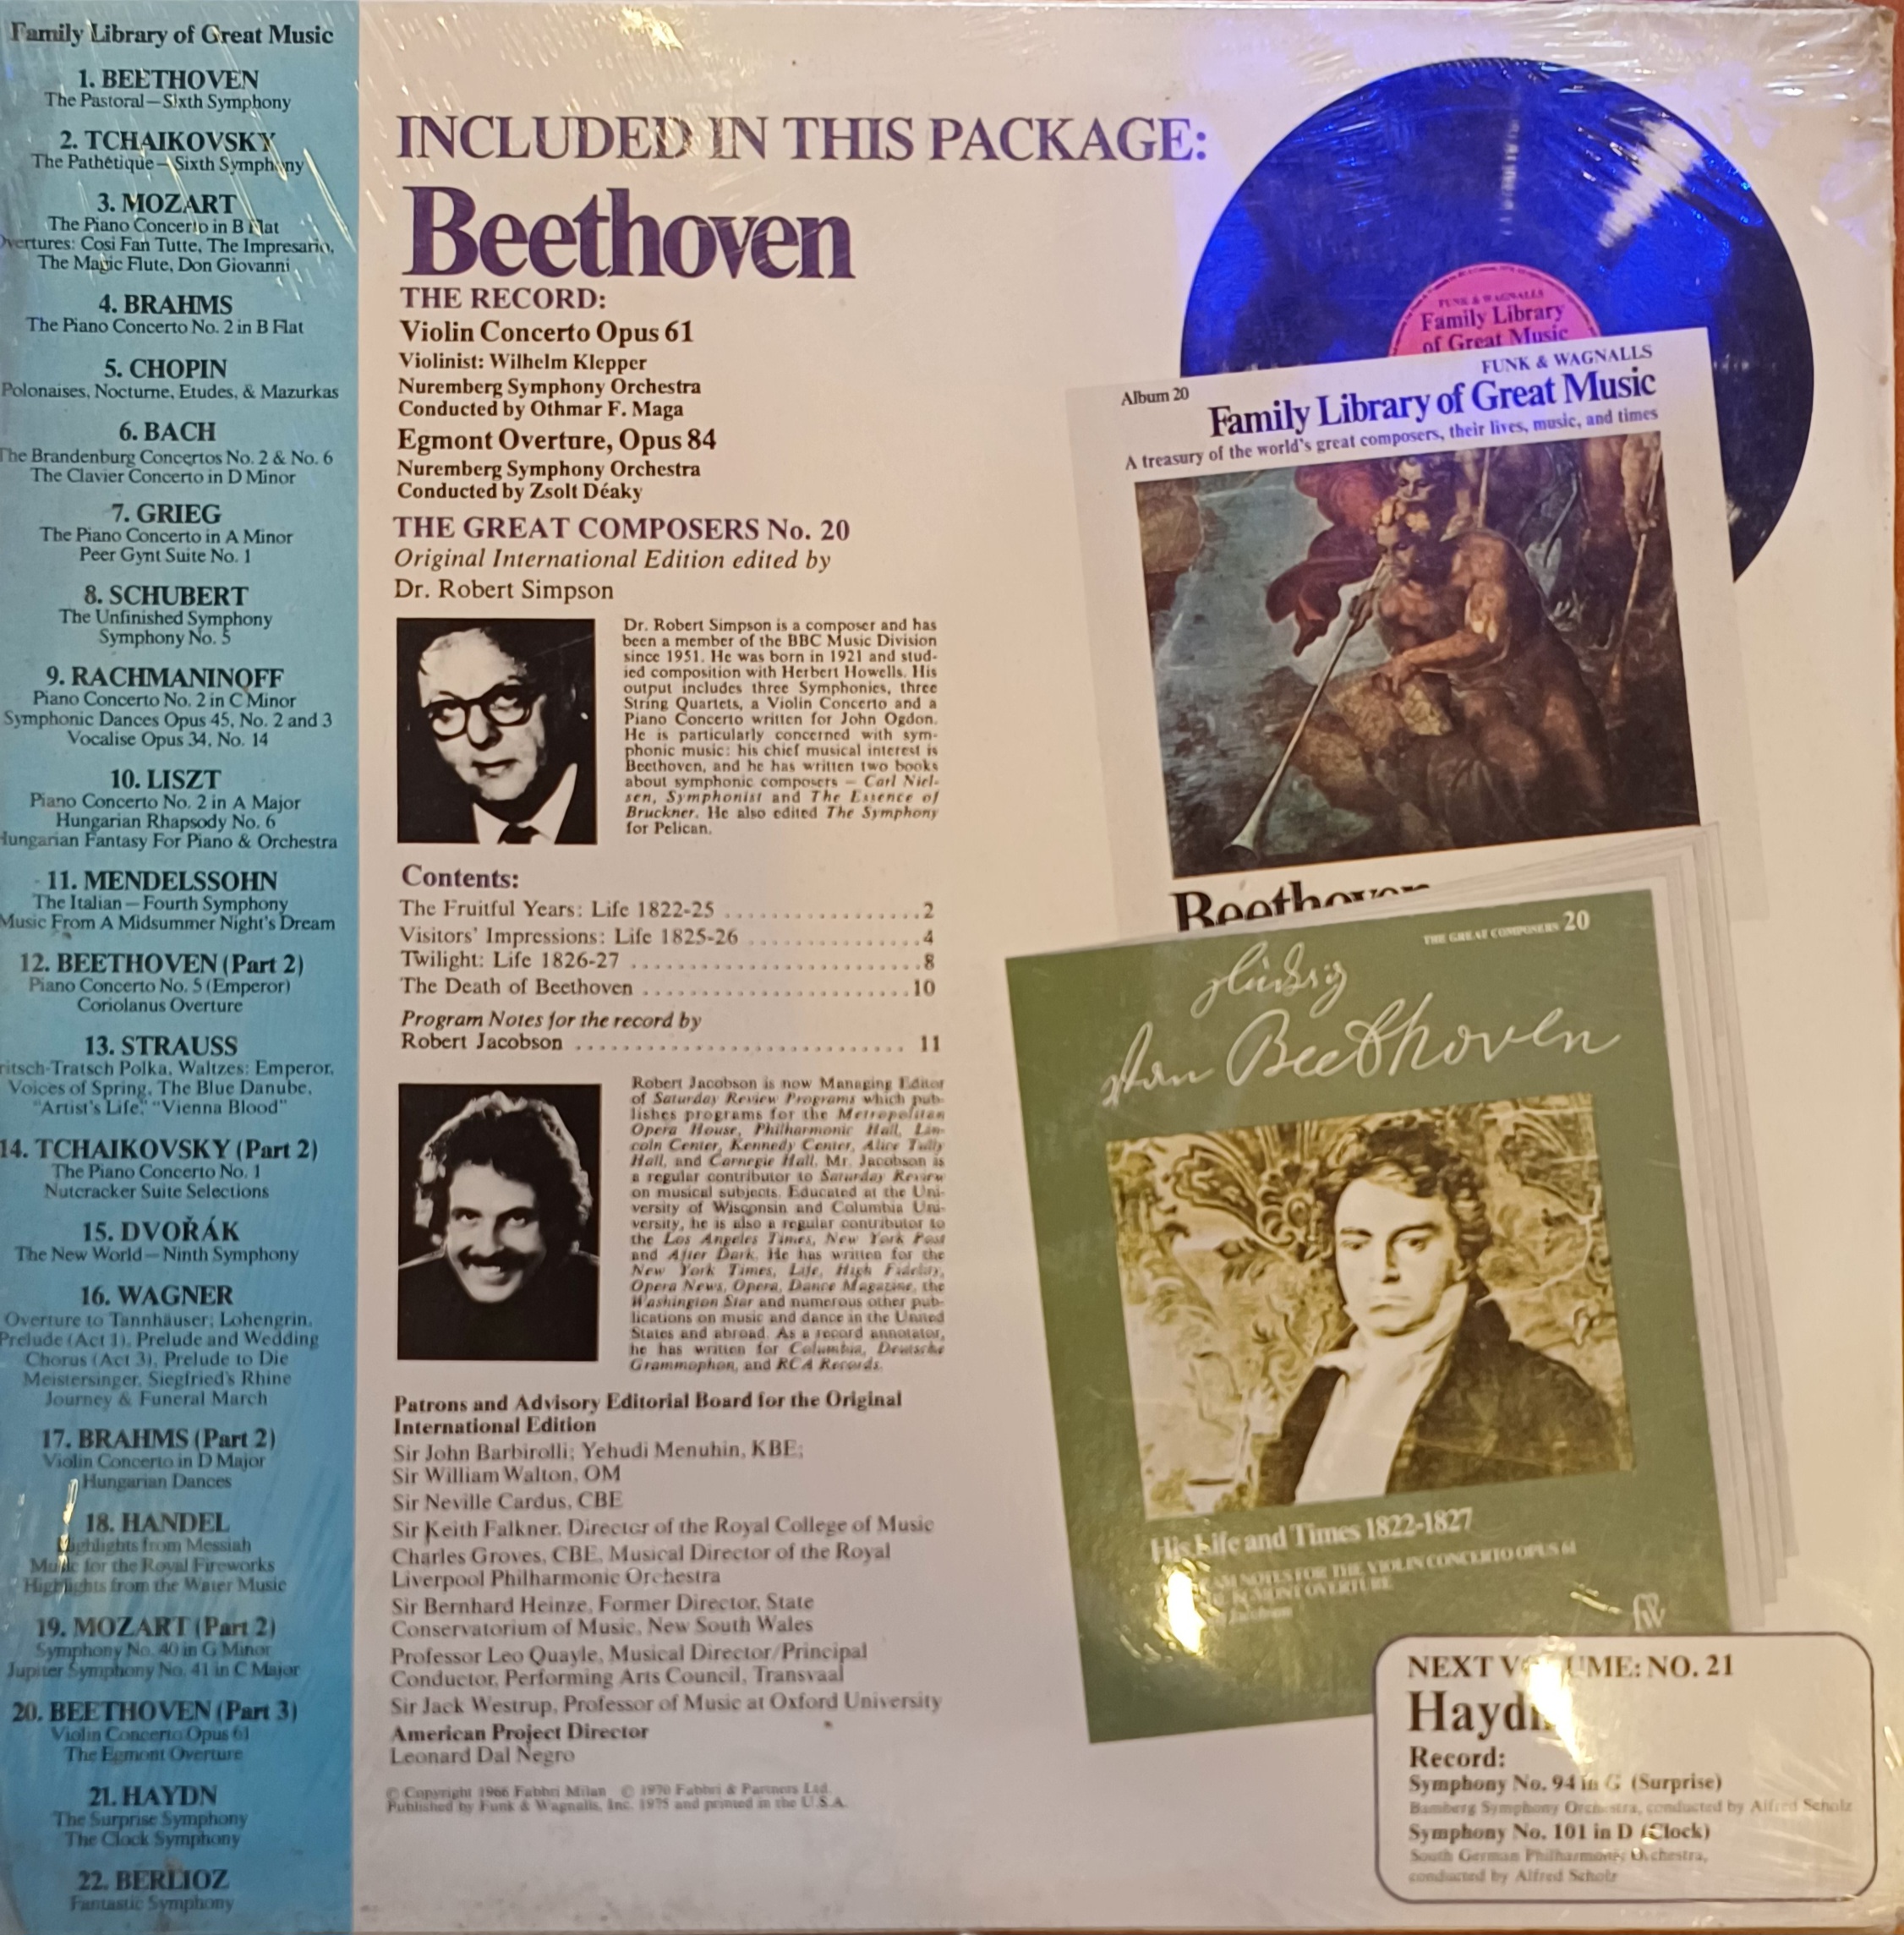 Family Library of Great Music
1. BEETHOVEN
The Pastoral—Sixth Symphony
2. TCHAIKOVSKY
The Pathétique—Sixth Symphony
3. MOZART
The Piano Concerto in B Flat
Overtures: Cosi Fan Tutte, The Impresario,
The Magic Flute, Don Giovanni
4. BRAHMS
The Piano Concerto No. 2 in B Flat
5. CHOPIN
Polonaises, Nocturne, Etudes, & Mazurkas
6. BACH
The Brandenburg Concertos No. 2 & No. 6
The Clavier Concerto in D Minor
7. GRIEG
The Piano Concerto in A Minor
Peer Gynt Suite No. 1
8. SCHUBERT
The Unfinished Symphony
Symphony No. 5
9. RACHMANINOFF
Piano Concerto No. 2 in C Minor
Symphonic Dances Opus 45, No. 2 and 3
Vocalise Opus 34, No. 14
10. LISZT
Piano Concerto No. 2 in A Major
Hungarian Rhapsody No. 6
Hungarian Fantasy For Piano & Orchestra
11. MENDELSSOHN
The Italian—Fourth Symphony
Music From A Midsummer Night's Dream
12. BEETHOVEN (Part 2)
Piano Concerto No. 5 (Emperor)
Coriolanus Overture
13. STRAUSS
ritsch-Tratsch Polka, Waltzes: Emperor,
Voices of Spring, The Blue Danube,
"Artist's Life," "Vienna Blood"
14. TCHAIKOVSKY (Part 2)
The Piano Concerto No. 1
Nutcracker Suite Selections
15. DVOŘÁK
The New World—Ninth Symphony
16. WAGNER
Overture to Tannhäuser; Lohengrin,
Prelude (Act 1), Prelude and Wedding
Chorus (Act 3), Prelude to Die
Meistersinger, Siegfried's Rhine
Journey & Funeral March
17. BRAHMS (Part 2)
Violin Concerto in D Major
Hungarian Dances
18. HANDEL
Highlights from Messiah
Music for the Royal Fireworks
Highlights from the Water Music
19. MOZART (Part 2)
Symphony No. 40 in G Minor
Jupiter Symphony No. 41 in C Major
20. BEETHOVEN (Part 3)
Violin Concerto Opus 61
The Egmont Overture
21. HAYDN
The Surprise Symphony
The Clock Symphony
22. BERLIOZ
Fantastic Symphony
INCLUDED IN THIS PACKAGE:
Beethoven
THE RECORD:
Violin Concerto Opus 61
Violinist: Wilhelm Klepper
Nuremberg Symphony Orchestra
Conducted by Othmar F. Maga
Egmont Overture, Opus 84
Nuremberg Symphony Orchestra
Conducted by Zsolt Déaky
THE GREAT COMPOSERS No. 20
Original International Edition edited by
Dr. Robert Simpson
Dr. Robert Simpson is a composer and has
been a member of the BBC Music Division
since 1951. He was born in 1921 and stud-
ied composition with Herbert Howells. His
output includes three Symphonies, three
String Quartets, a Violin Concerto and a
Piano Concerto written for John Ogdon.
He is particularly concerned with sym-
phonic music: his chief musical interest is
Beethoven, and he has written two books
about symphonic composers – Carl Niel-
sen, Symphonist and The Essence of
Bruckner. He also edited The Symphony
for Pelican.
Contents:
The Fruitful Years: Life 1822-25 ................. 2
Visitors' Impressions: Life 1825-26 ............... 4
Twilight: Life 1826-27 ......................... 8
The Death of Beethoven ....................... 10
Program Notes for the record by
Robert Jacobson ............................ 11
Robert Jacobson is now Managing Editor
of Saturday Review Programs which pub-
lishes programs for the Metropolitan
Opera House, Philharmonic Hall, Lin-
coln Center, Kennedy Center, Alice Tully
Hall, and Carnegie Hall. Mr. Jacobson is
a regular contributor to Saturday Review
on musical subjects. Educated at the Uni-
versity of Wisconsin and Columbia Uni-
versity, he is also a regular contributor to
the Los Angeles Times, New York Post
and After Dark. He has written for the
New York Times, Life, High Fidelity,
Opera News, Opera, Dance Magazine, the
Washington Star and numerous other pub-
lications on music and dance in the United
States and abroad. As a record annotator,
he has written for Columbia, Deutsche
Grammophon, and RCA Records.
Patrons and Advisory Editorial Board for the Original
International Edition
Sir John Barbirolli; Yehudi Menuhin, KBE;
Sir William Walton, OM
Sir Neville Cardus, CBE
Sir Keith Falkner, Director of the Royal College of Music
Charles Groves, CBE, Musical Director of the Royal
Liverpool Philharmonic Orchestra
Sir Bernhard Heinze, Former Director, State
Conservatorium of Music, New South Wales
Professor Leo Quayle, Musical Director/Principal
Conductor, Performing Arts Council, Transvaal
Sir Jack Westrup, Professor of Music at Oxford University
American Project Director
Leonard Dal Negro
© Copyright 1966 Fabbri Milan © 1970 Fabbri & Partners Ltd.
Published by Funk & Wagnalls, Inc. 1975 and printed in the U.S.A.
FUNK & WAGNALLS
Family Library
of Great Music
FUNK & WAGNALLS
Album 20
Family Library of Great Music
A treasury of the world's great composers, their lives, music, and times
Beethoven
THE GREAT COMPOSERS 20
Ludwig
van Beethoven
His Life and Times 1822-1827
NOTES FOR THE VIOLIN CONCERTO OPUS 61
EGMONT OVERTURE
Jacobson
NEXT VOLUME: NO. 21
Haydn
Record:
Symphony No. 94 in G (Surprise)
Bamberg Symphony Orchestra, conducted by Alfred Scholz
Symphony No. 101 in D (Clock)
South German Philharmonic Orchestra,
conducted by Alfred Scholz